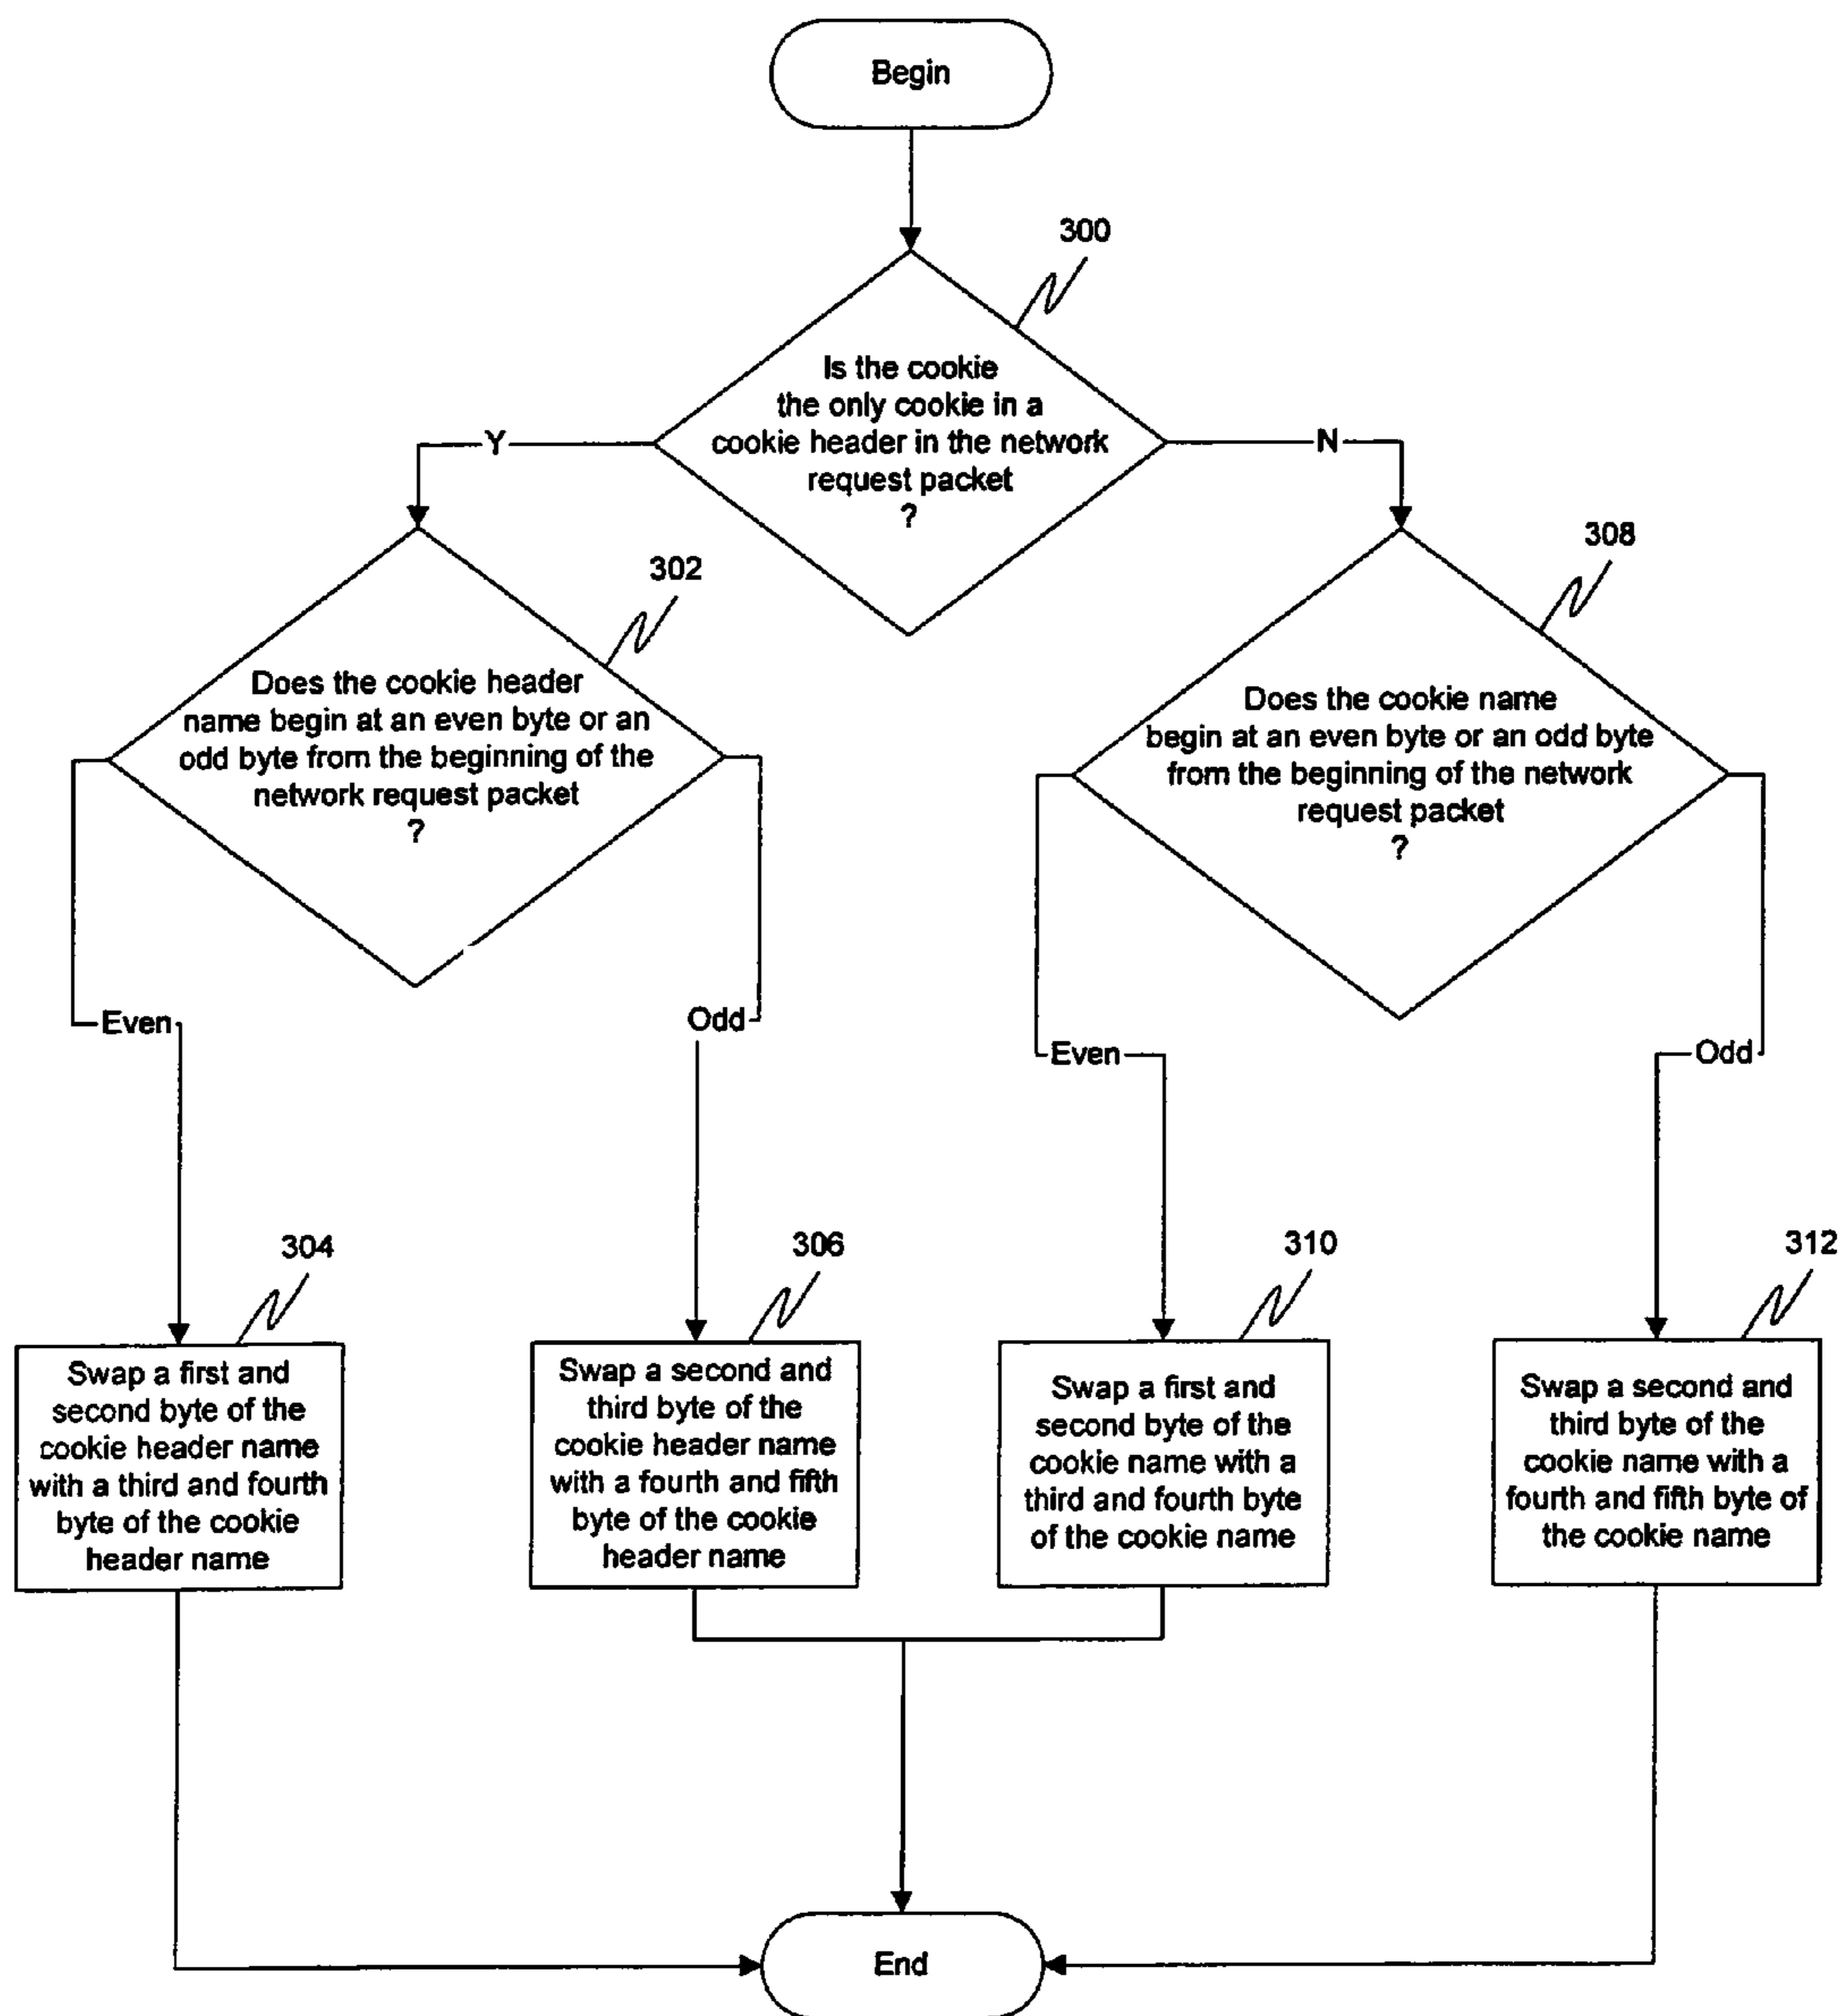 Begin
300
Is the cookie
the only cookie in a
cookie header in the network
request packet
?
Y
N
302
Does the cookie header
name begin at an even byte or an
odd byte from the beginning of the
network request packet
?
308
Does the cookie name
begin at an even byte or an odd byte
from the beginning of the network
request packet
?
Even
Odd
Even
Odd
304
Swap a first and
second byte of the
cookie header name
with a third and fourth
byte of the cookie
header name
306
Swap a second and
third byte of the
cookie header name
with a fourth and fifth
byte of the cookie
header name
310
Swap a first and
second byte of the
cookie name with a
third and fourth byte
of the cookie name
312
Swap a second and
third byte of the
cookie name with a
fourth and fifth byte of
the cookie name
End